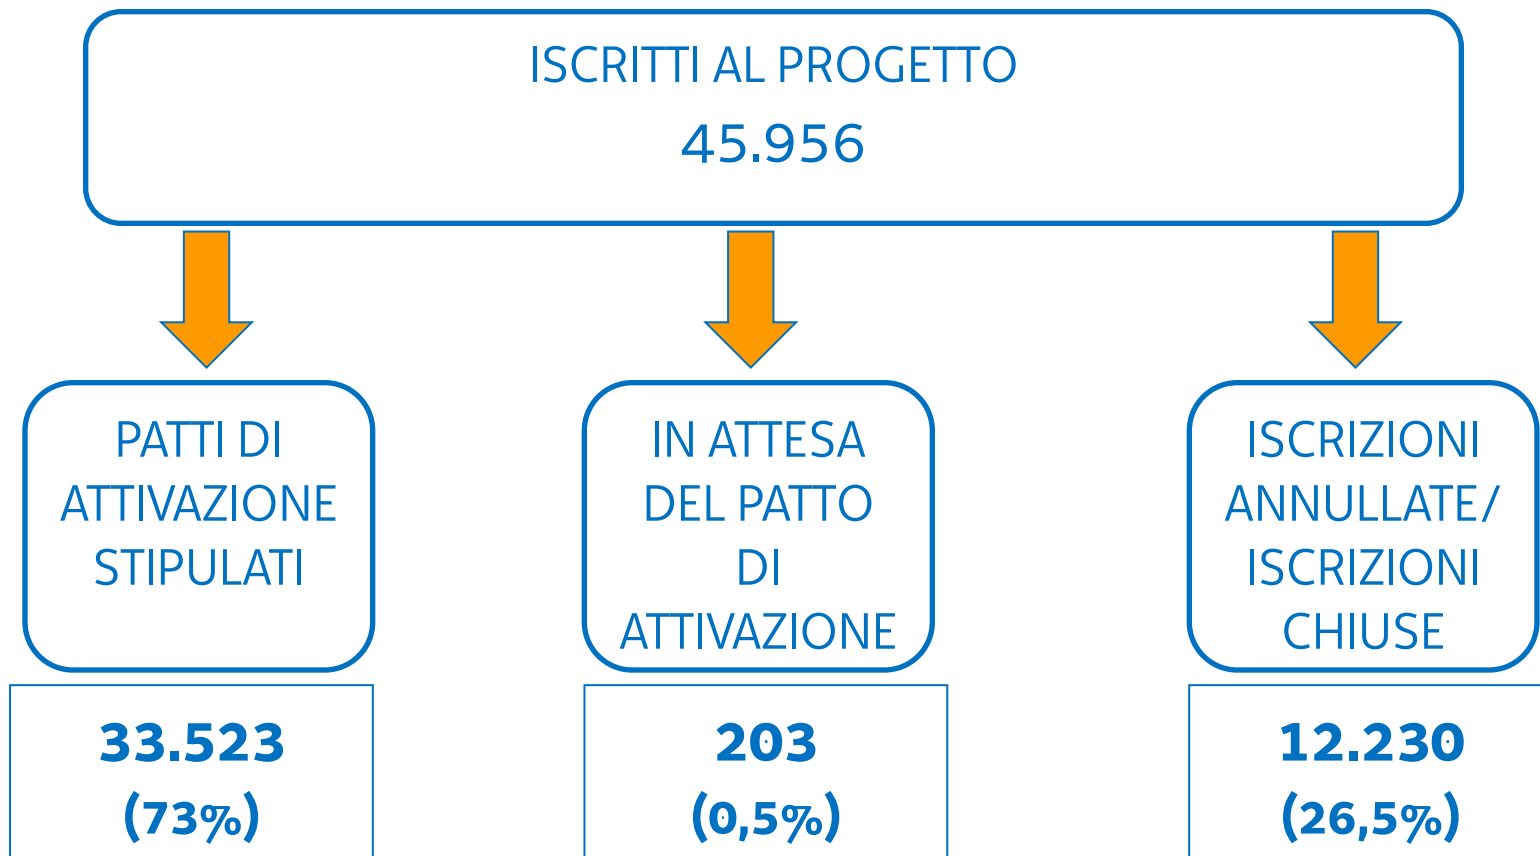 ISCRITTI AL PROGETTO
45.956
PATTI DI
ATTIVAZIONE
STIPULATI
33.523
(73%)
IN ATTESA
DEL PATTO
DI
ATTIVAZIONE
203
(0,5%)
ISCRIZIONI
ANNULLATE/
ISCRIZIONI
CHIUSE
12.230
(26,5%)